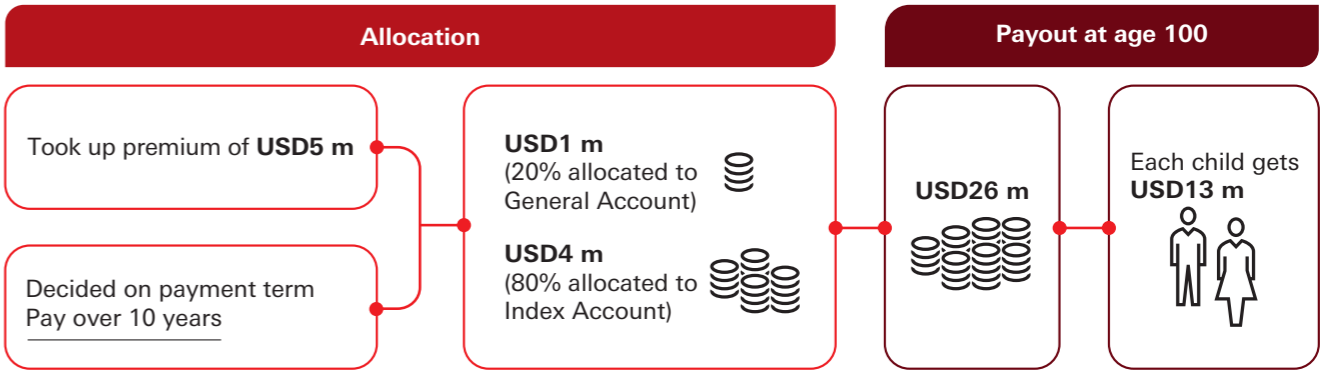 Allocation
Payout at age 100
Took up premium of USD5 m
Decided on payment term
Pay over 10 years
USD1 m
(20% allocated to
General Account)
USD4 m
(80% allocated to
Index Account)
USD26 m
Each child gets
USD13 m